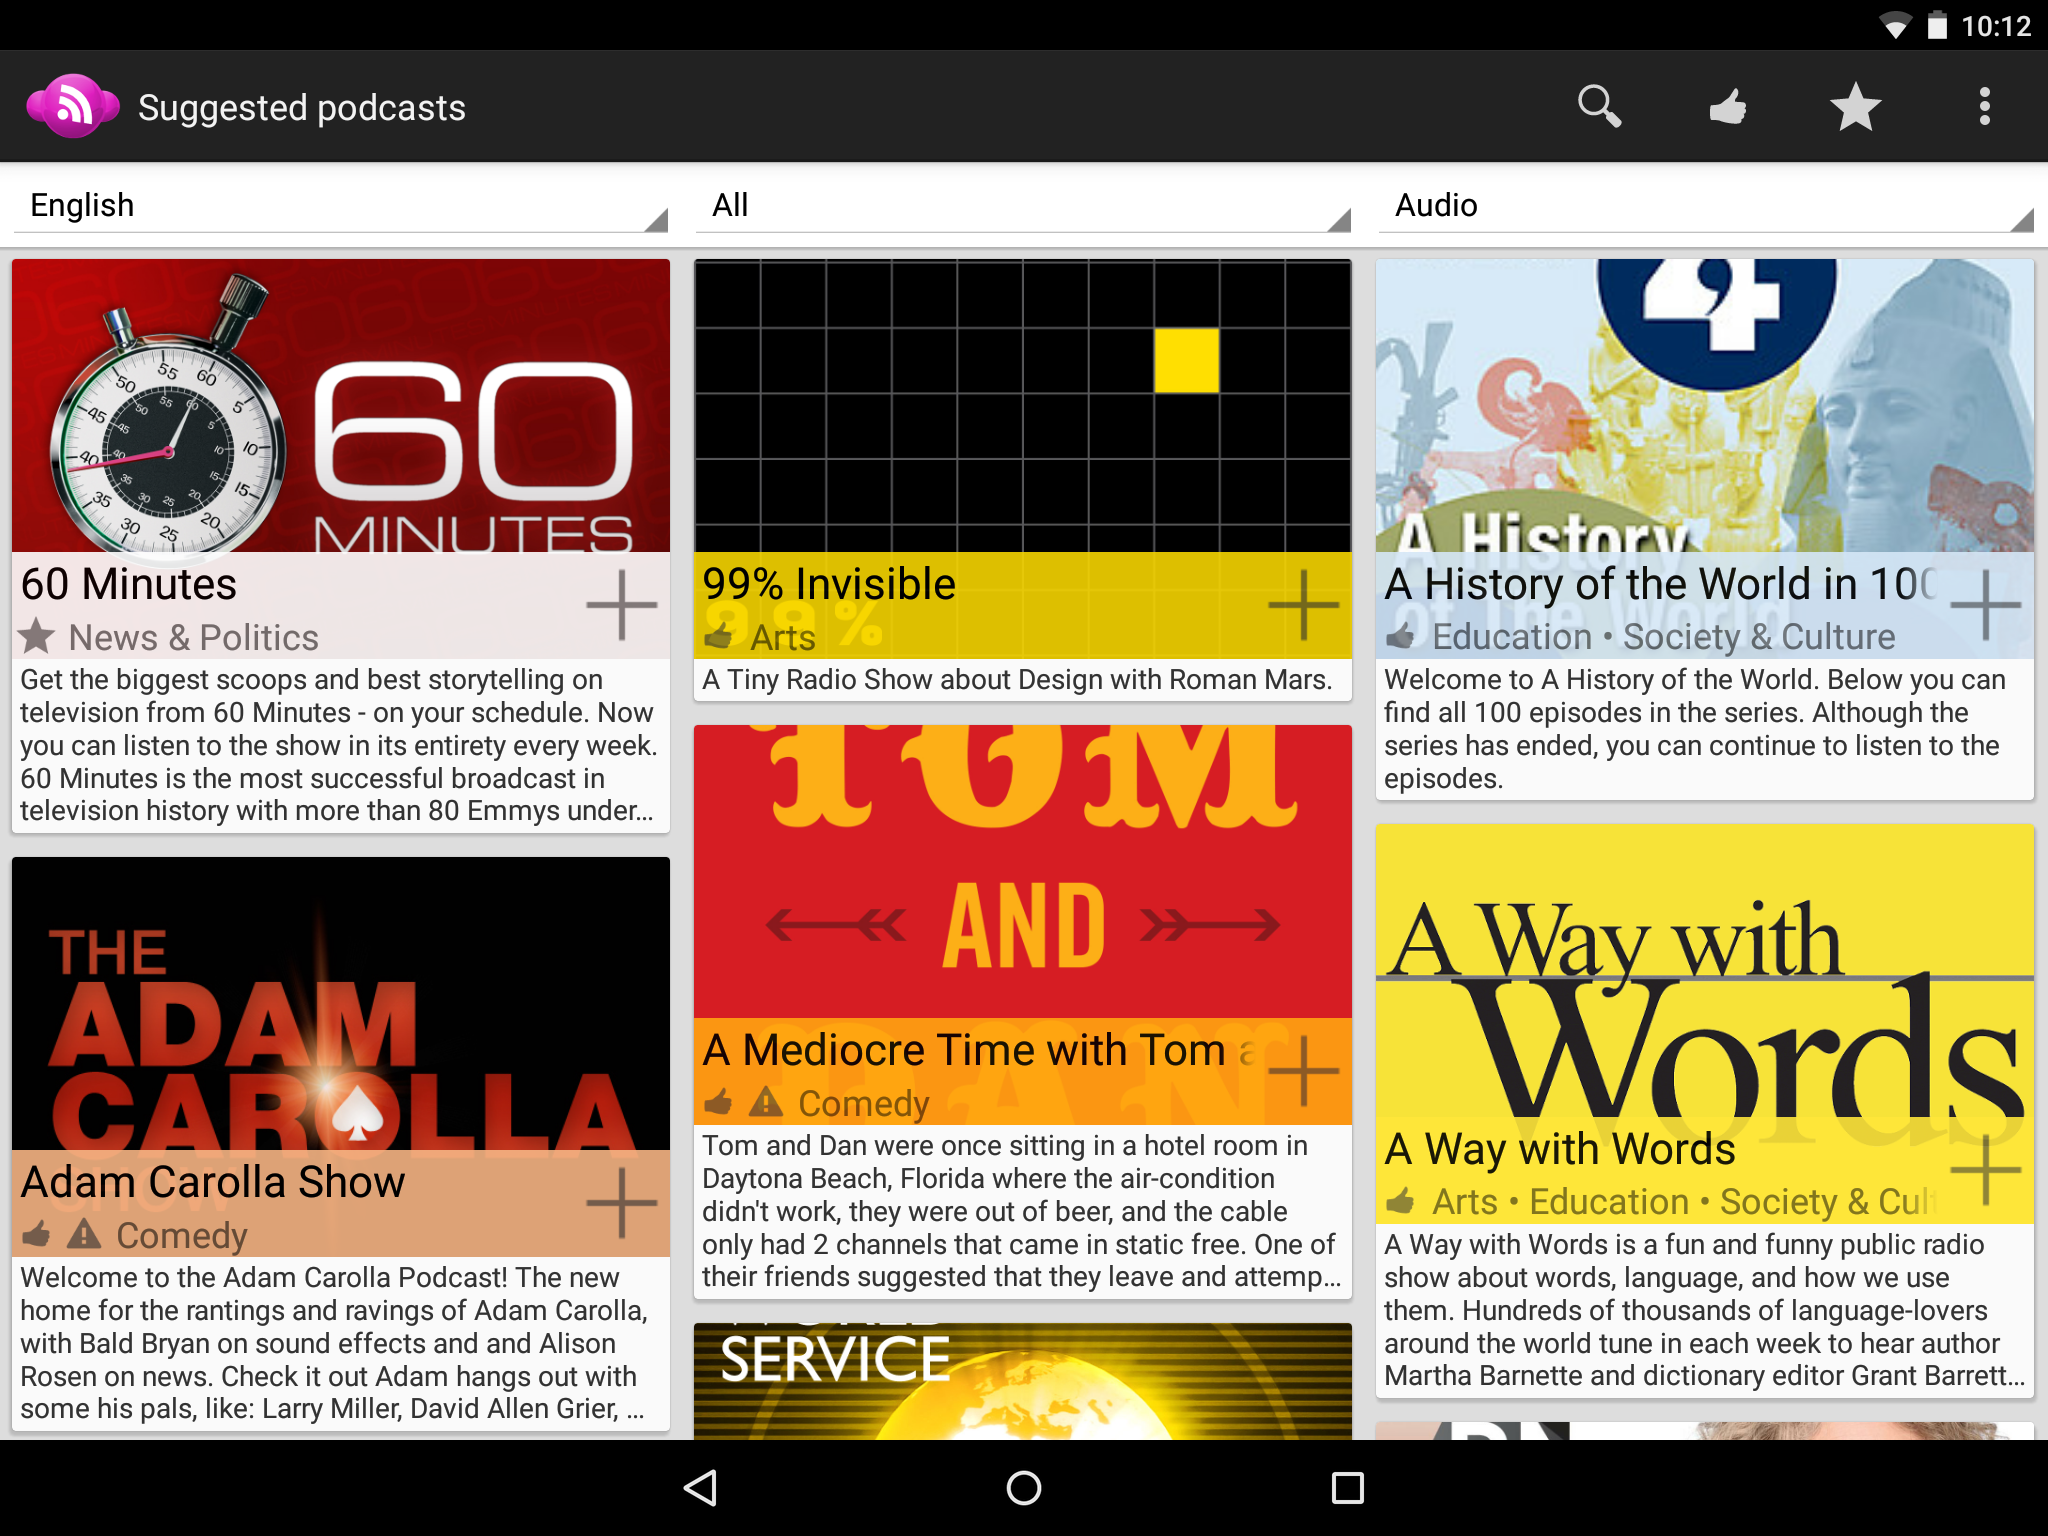 10:12
Suggested podcasts
English
All
Audio
60
MINUTES
60 Minutes
News & Politics
Get the biggest scoops and best storytelling on
television from 60 Minutes - on your schedule. Now
you can listen to the show in its entirety every week.
60 Minutes is the most successful broadcast in
television history with more than 80 Emmys under...
THE
ADAM
CAROLLA
SHOW
Adam Carolla Show
Comedy
Welcome to the Adam Carolla Podcast! The new
home for the rantings and ravings of Adam Carolla,
with Bald Bryan on sound effects and and Alison
Rosen on news. Check it out Adam hangs out with
some his pals, like: Larry Miller, David Allen Grier, ...
99%
99% Invisible
Arts
A Tiny Radio Show about Design with Roman Mars.
TOM
AND
DAN
A Mediocre Time with Tom a
Comedy
Tom and Dan were once sitting in a hotel room in
Daytona Beach, Florida where the air-condition
didn't work, they were out of beer, and the cable
only had 2 channels that came in static free. One of
their friends suggested that they leave and attemp...
WORLD
SERVICE
4
A History
of The World
A History of the World in 100
Education • Society & Culture
Welcome to A History of the World. Below you can
find all 100 episodes in the series. Although the
series has ended, you can continue to listen to the
episodes.
A Way with
Words
A Way with Words
Arts • Education • Society & Cul
A Way with Words is a fun and funny public radio
show about words, language, and how we use
them. Hundreds of thousands of language-lovers
around the world tune in each week to hear author
Martha Barnette and dictionary editor Grant Barrett...